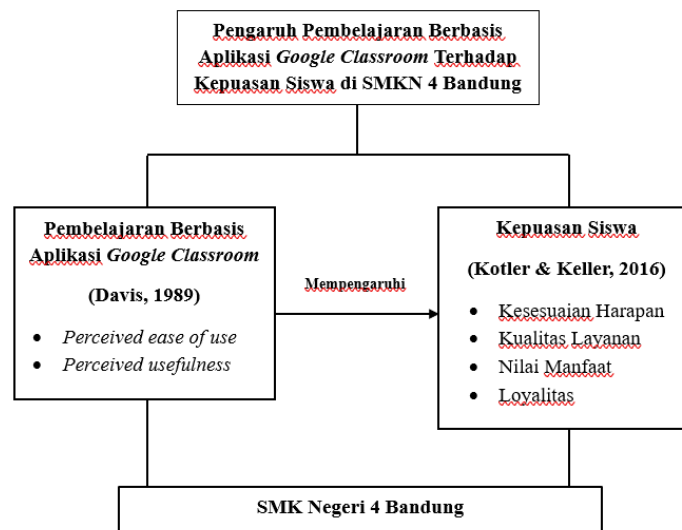 Pengaruh Pembelajaran Berbasis
Aplikasi Google Classroom Terhadap
Kepuasan Siswa di SMKN 4 Bandung
Pembelajaran Berbasis
Aplikasi Google Classroom
(Davis, 1989)
• Perceived ease of use
• Perceived usefulness
Mempengaruhi
Kepuasan Siswa
(Kotler & Keller, 2016)
• Kesesuaian Harapan
• Kualitas Layanan
• Nilai Manfaat
• Loyalitas
SMK Negeri 4 Bandung